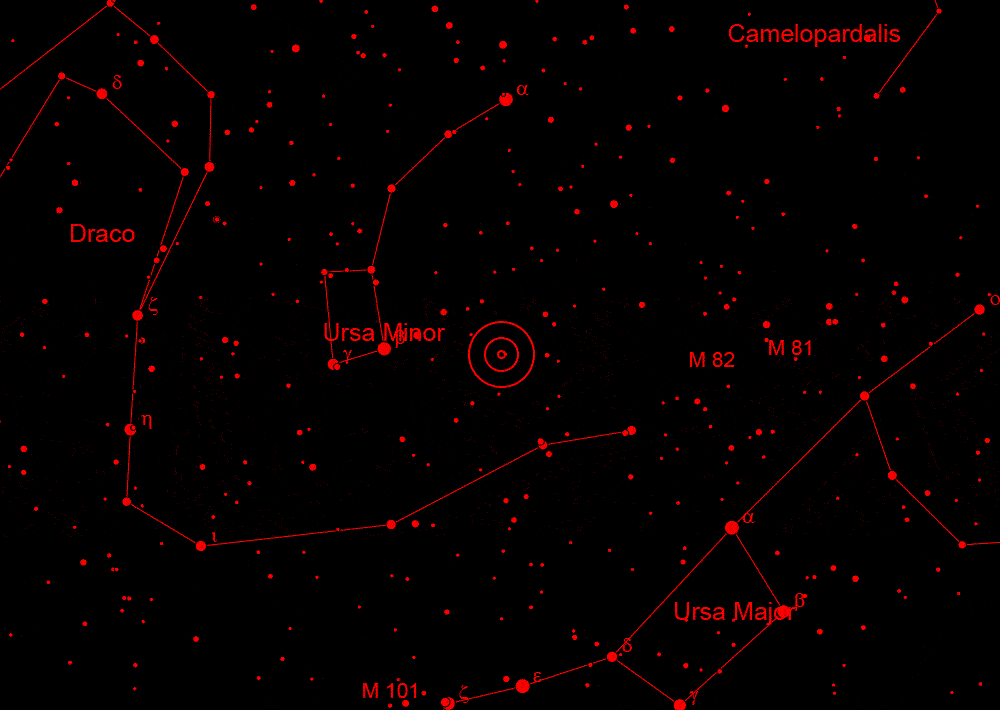 Camelopardalis
δ
α
Draco
ζ
ο
Ursa Minor
β
γ
M 82
M 81
η
α
ι
β
Ursa Major
δ
ε
M 101
ζ
γ